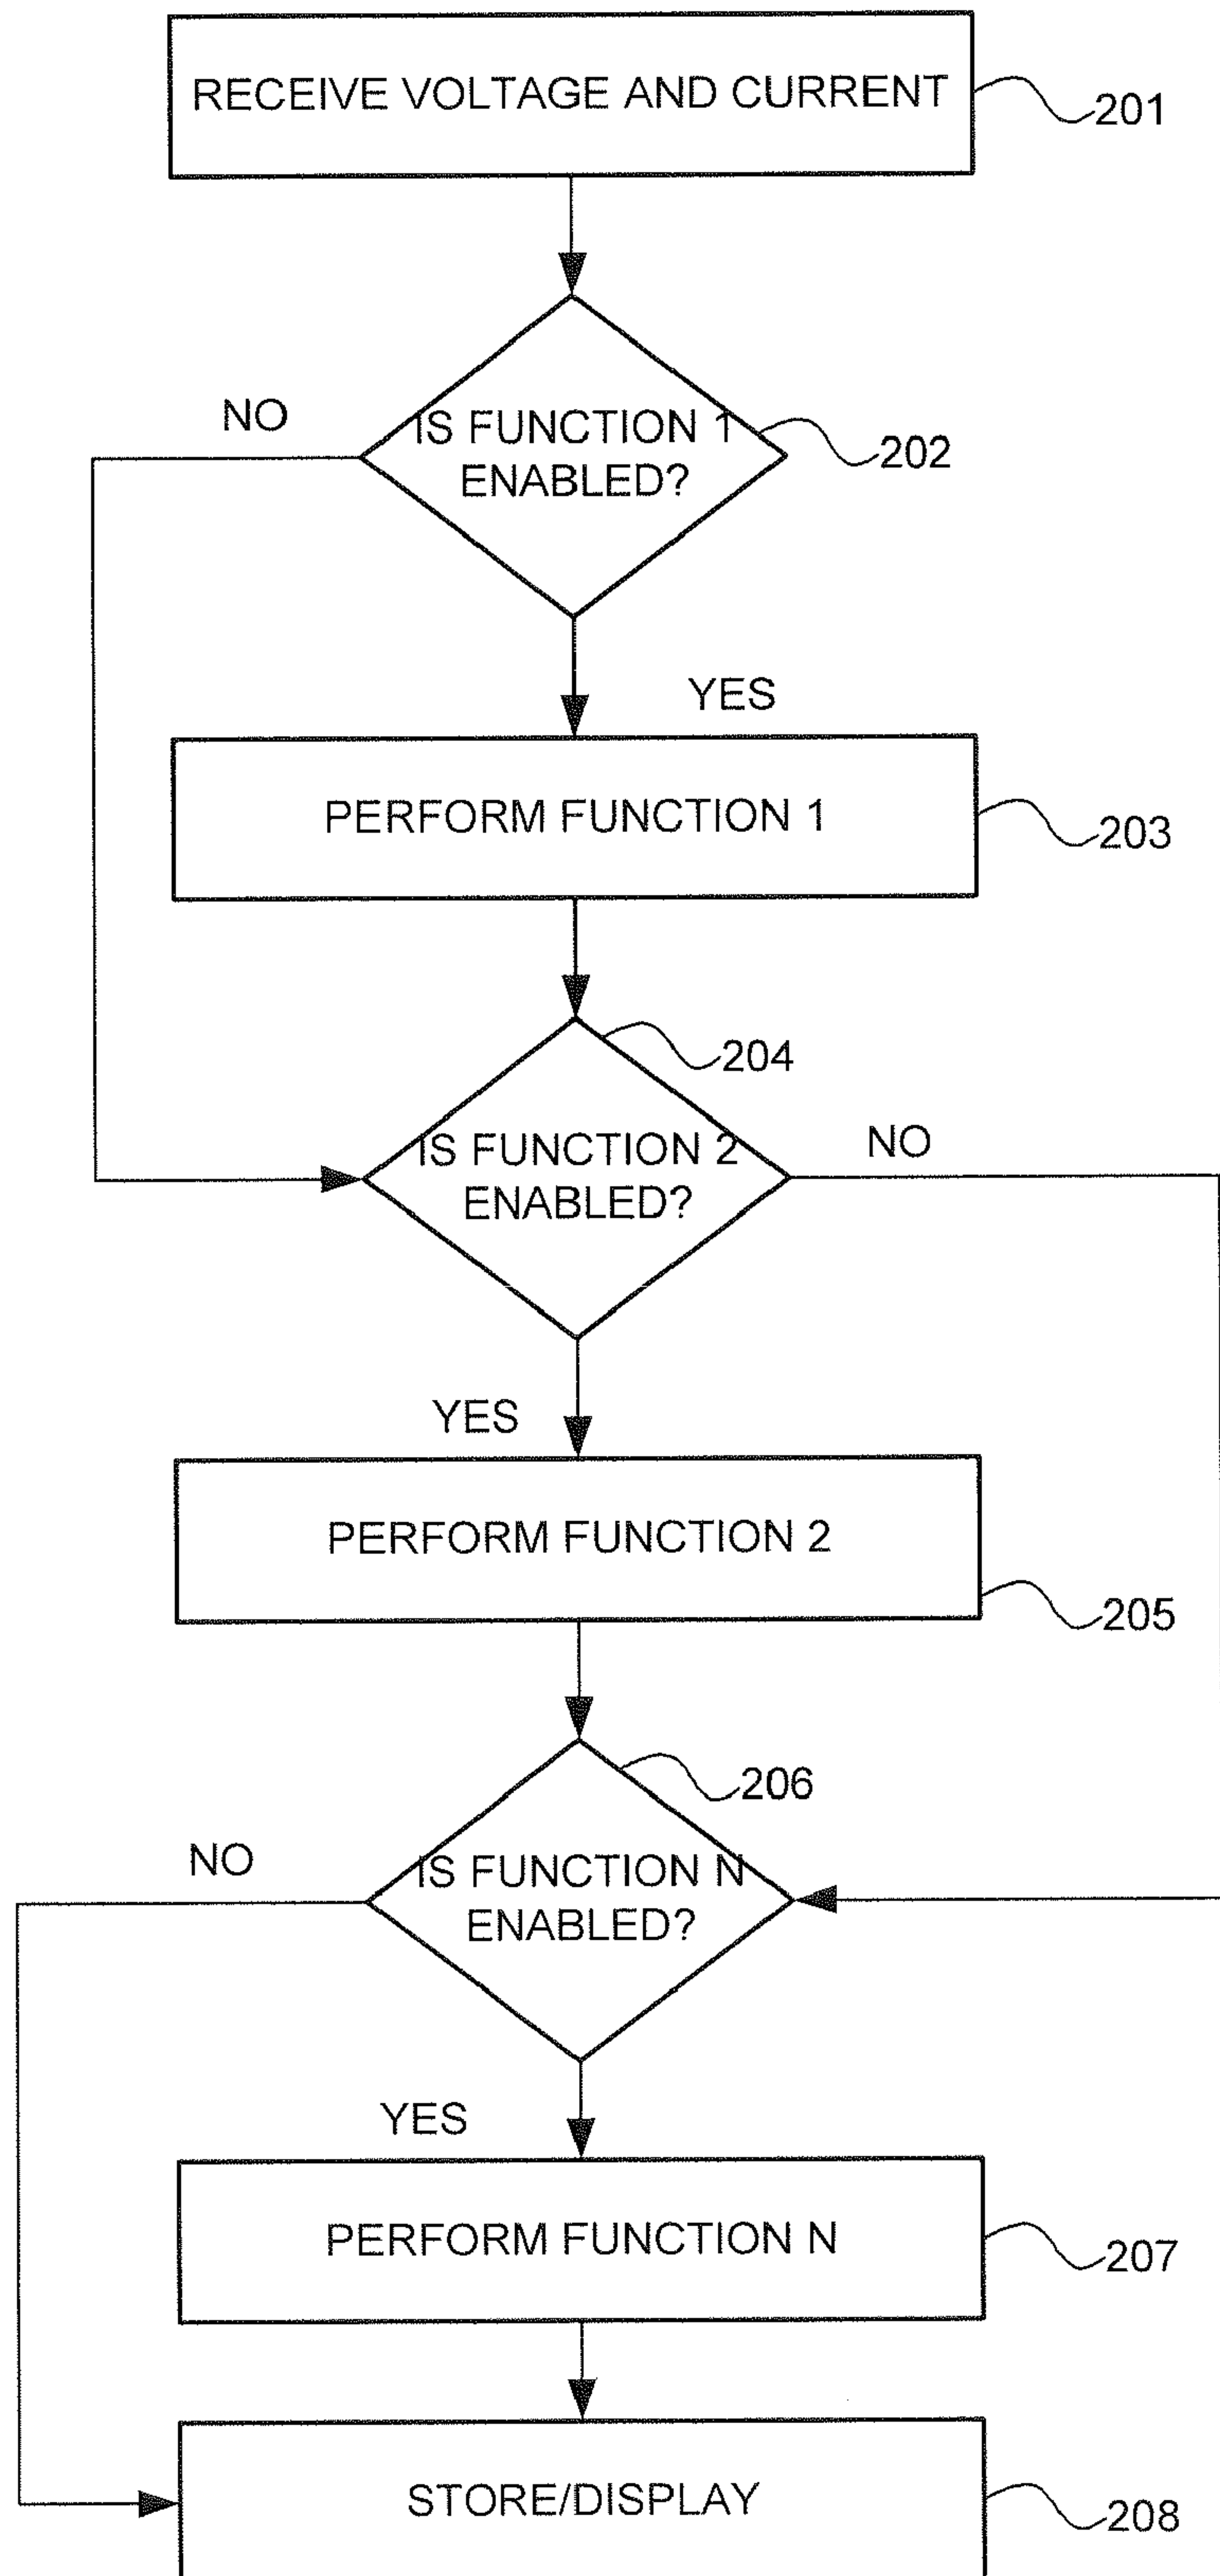 RECEIVE VOLTAGE AND CURRENT
201
NO
IS FUNCTION 1
ENABLED?
202
YES
PERFORM FUNCTION 1
203
204
IS FUNCTION 2
ENABLED?
NO
YES
PERFORM FUNCTION 2
205
206
NO
IS FUNCTION N
ENABLED?
YES
PERFORM FUNCTION N
207
STORE/DISPLAY
208